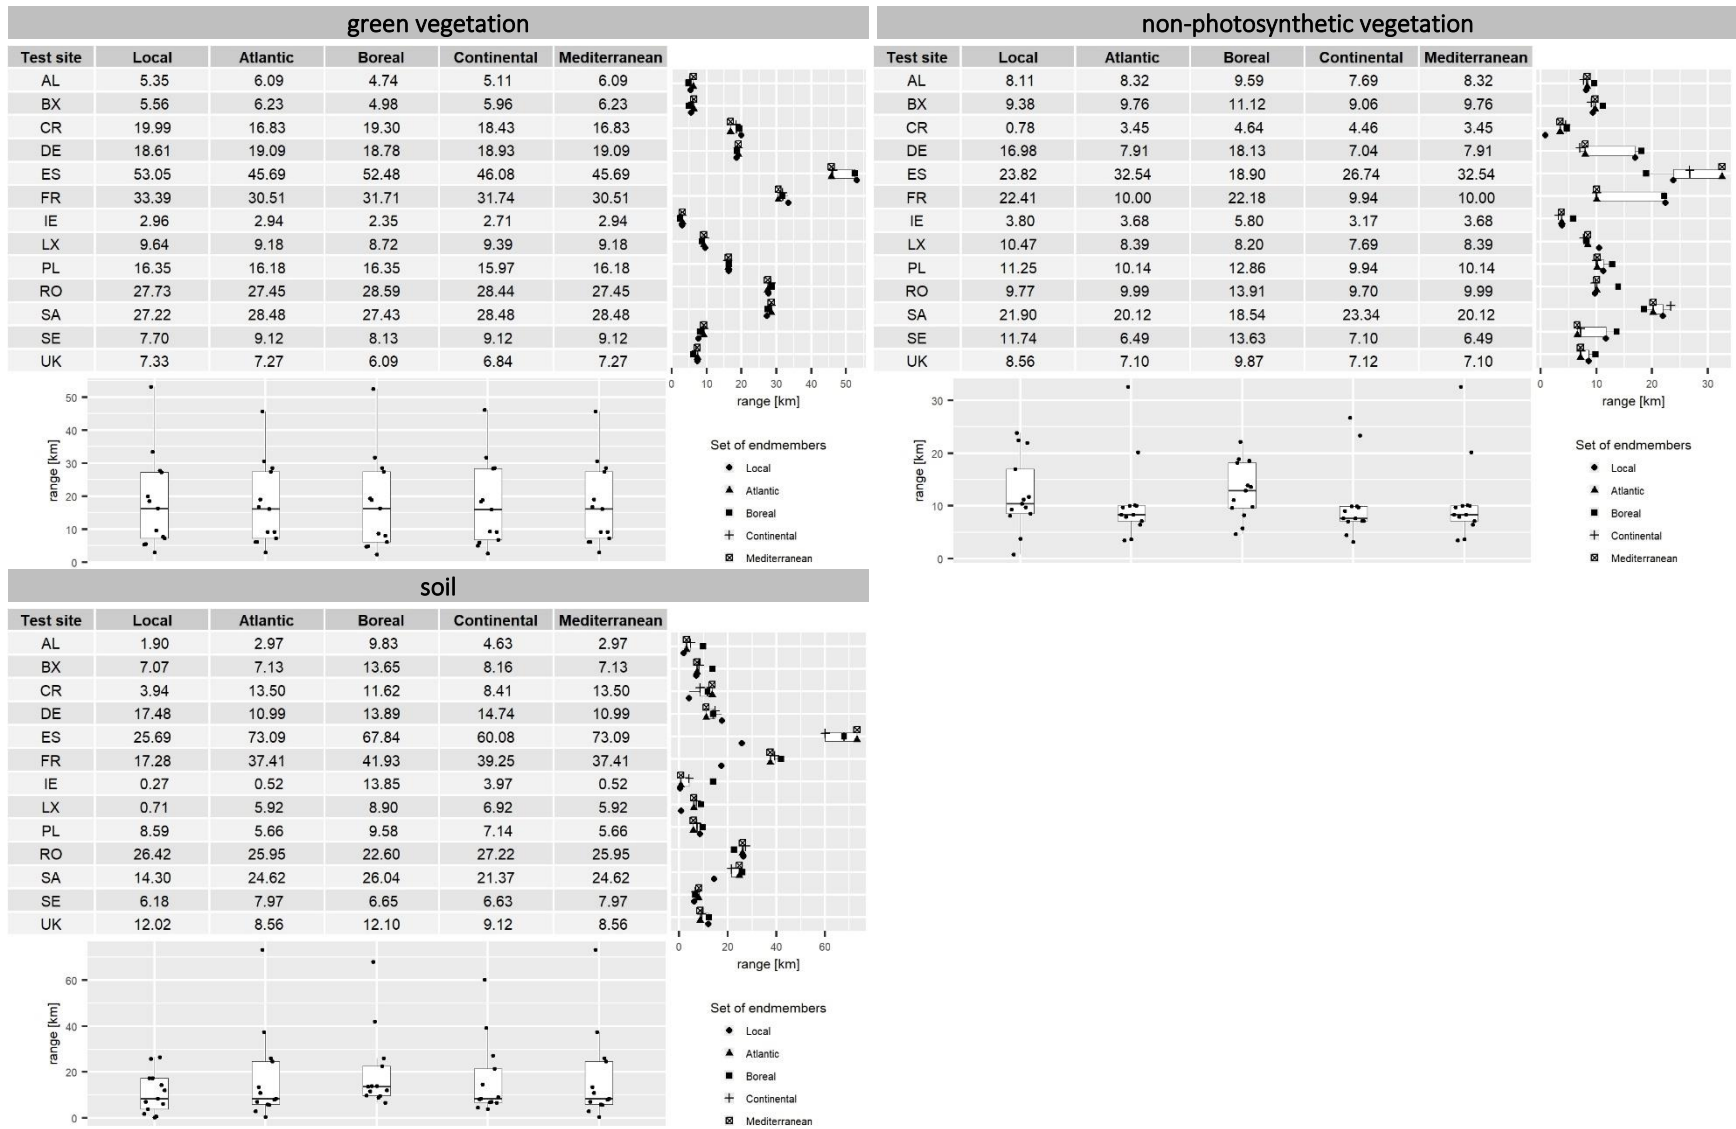 green vegetation
Test site Local Atlantic Boreal Continental Mediterranean
AL 5.35 6.09 4.74 5.11 6.09
BX 5.56 6.23 4.98 5.96 6.23
CR 19.99 16.83 19.30 18.43 16.83
DE 18.61 19.09 18.78 18.93 19.09
ES 53.05 45.69 52.48 46.08 45.69
FR 33.39 30.51 31.71 31.74 30.51
IE 2.96 2.94 2.35 2.71 2.94
LX 9.64 9.18 8.72 9.39 9.18
PL 16.35 16.18 16.35 15.97 16.18
RO 27.73 27.45 28.59 28.44 27.45
SA 27.22 28.48 27.43 28.48 28.48
SE 7.70 9.12 8.13 9.12 9.12
UK 7.33 7.27 6.09 6.84 7.27
0 10 20 30 40 50
range [km]
50
40
30
20
10
0
range [km]
Set of endmembers
Local
Atlantic
Boreal
Continental
Mediterranean
non-photosynthetic vegetation
Test site Local Atlantic Boreal Continental Mediterranean
AL 8.11 8.32 9.59 7.69 8.32
BX 9.38 9.76 11.12 9.06 9.76
CR 0.78 3.45 4.64 4.46 3.45
DE 16.98 7.91 18.13 7.04 7.91
ES 23.82 32.54 18.90 26.74 32.54
FR 22.41 10.00 22.18 9.94 10.00
IE 3.80 3.68 5.80 3.17 3.68
LX 10.47 8.39 8.20 7.69 8.39
PL 11.25 10.14 12.86 9.94 10.14
RO 9.77 9.99 13.91 9.70 9.99
SA 21.90 20.12 18.54 23.34 20.12
SE 11.74 6.49 13.63 7.10 6.49
UK 8.56 7.10 9.87 7.12 7.10
0 10 20 30
range [km]
30
20
10
0
range [km]
Set of endmembers
Local
Atlantic
Boreal
Continental
Mediterranean
soil
Test site Local Atlantic Boreal Continental Mediterranean
AL 1.90 2.97 9.83 4.63 2.97
BX 7.07 7.13 13.65 8.16 7.13
CR 3.94 13.50 11.62 8.41 13.50
DE 17.48 10.99 13.89 14.74 10.99
ES 25.69 73.09 67.84 60.08 73.09
FR 17.28 37.41 41.93 39.25 37.41
IE 0.27 0.52 13.85 3.97 0.52
LX 0.71 5.92 8.90 6.92 5.92
PL 8.59 5.66 9.58 7.14 5.66
RO 26.42 25.95 22.60 27.22 25.95
SA 14.30 24.62 26.04 21.37 24.62
SE 6.18 7.97 6.65 6.63 7.97
UK 12.02 8.56 12.10 9.12 8.56
0 20 40 60
range [km]
60
40
20
0
range [km]
Set of endmembers
Local
Atlantic
Boreal
Continental
Mediterranean